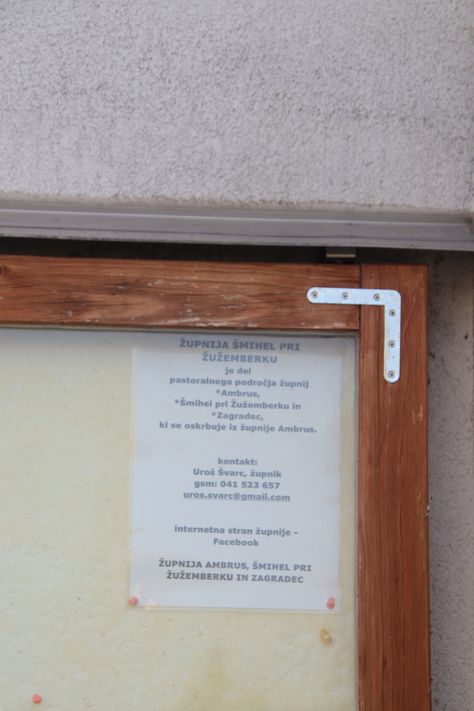 ŽUPNIJA ŠMIHEL PRI
ŽUŽEMBERKU
je del
pastoralnega področja župnij
*Ambrus,
*Šmihel pri Žužemberku in
*Zagradec,
ki se oskrbuje iz župnije Ambrus.
kontakt:
Uroš Švarc, župnik
gsm: 041 523 657
uros.svarc@gmail.com
internetna stran župnije -
Facebook
ŽUPNIJA AMBRUS, ŠMIHEL PRI
ŽUŽEMBERKU IN ZAGRADEC